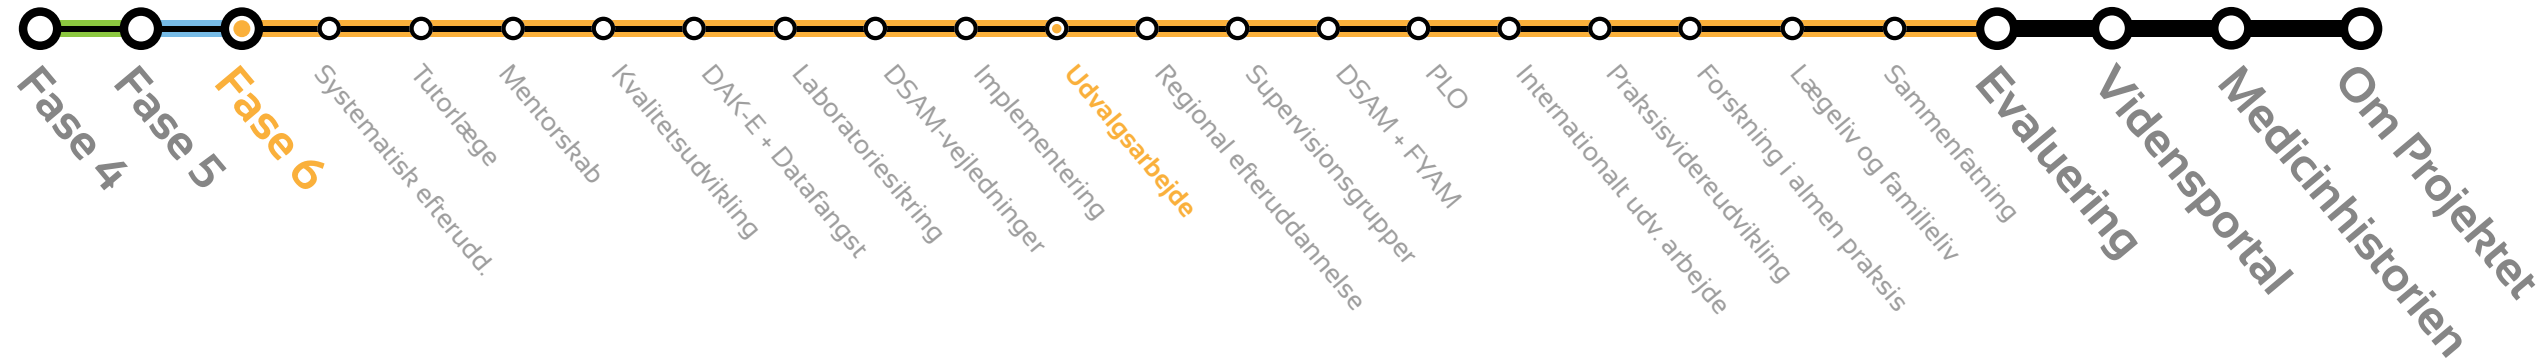 Fase 4
Fase 5
Fase 6
Systematisk efterudd.
Tutorlæge
Mentorskab
Kvalitetsudvikling
DAK-E + Datafangst
Laboratoriesikring
DSAM-vejledninger
Implementering
Udvalgsarbejde
Regional efteruddannelse
Supervisionsgrupper
DSAM + FYAM
PLO
Internationalt udv. arbejde
Praksisvidereudvikling
Forskning i almen praksis
Lægeliv og familieliv
Sammenfatning
Evaluering
Vidensportal
Medicinhistorien
Om Projektet